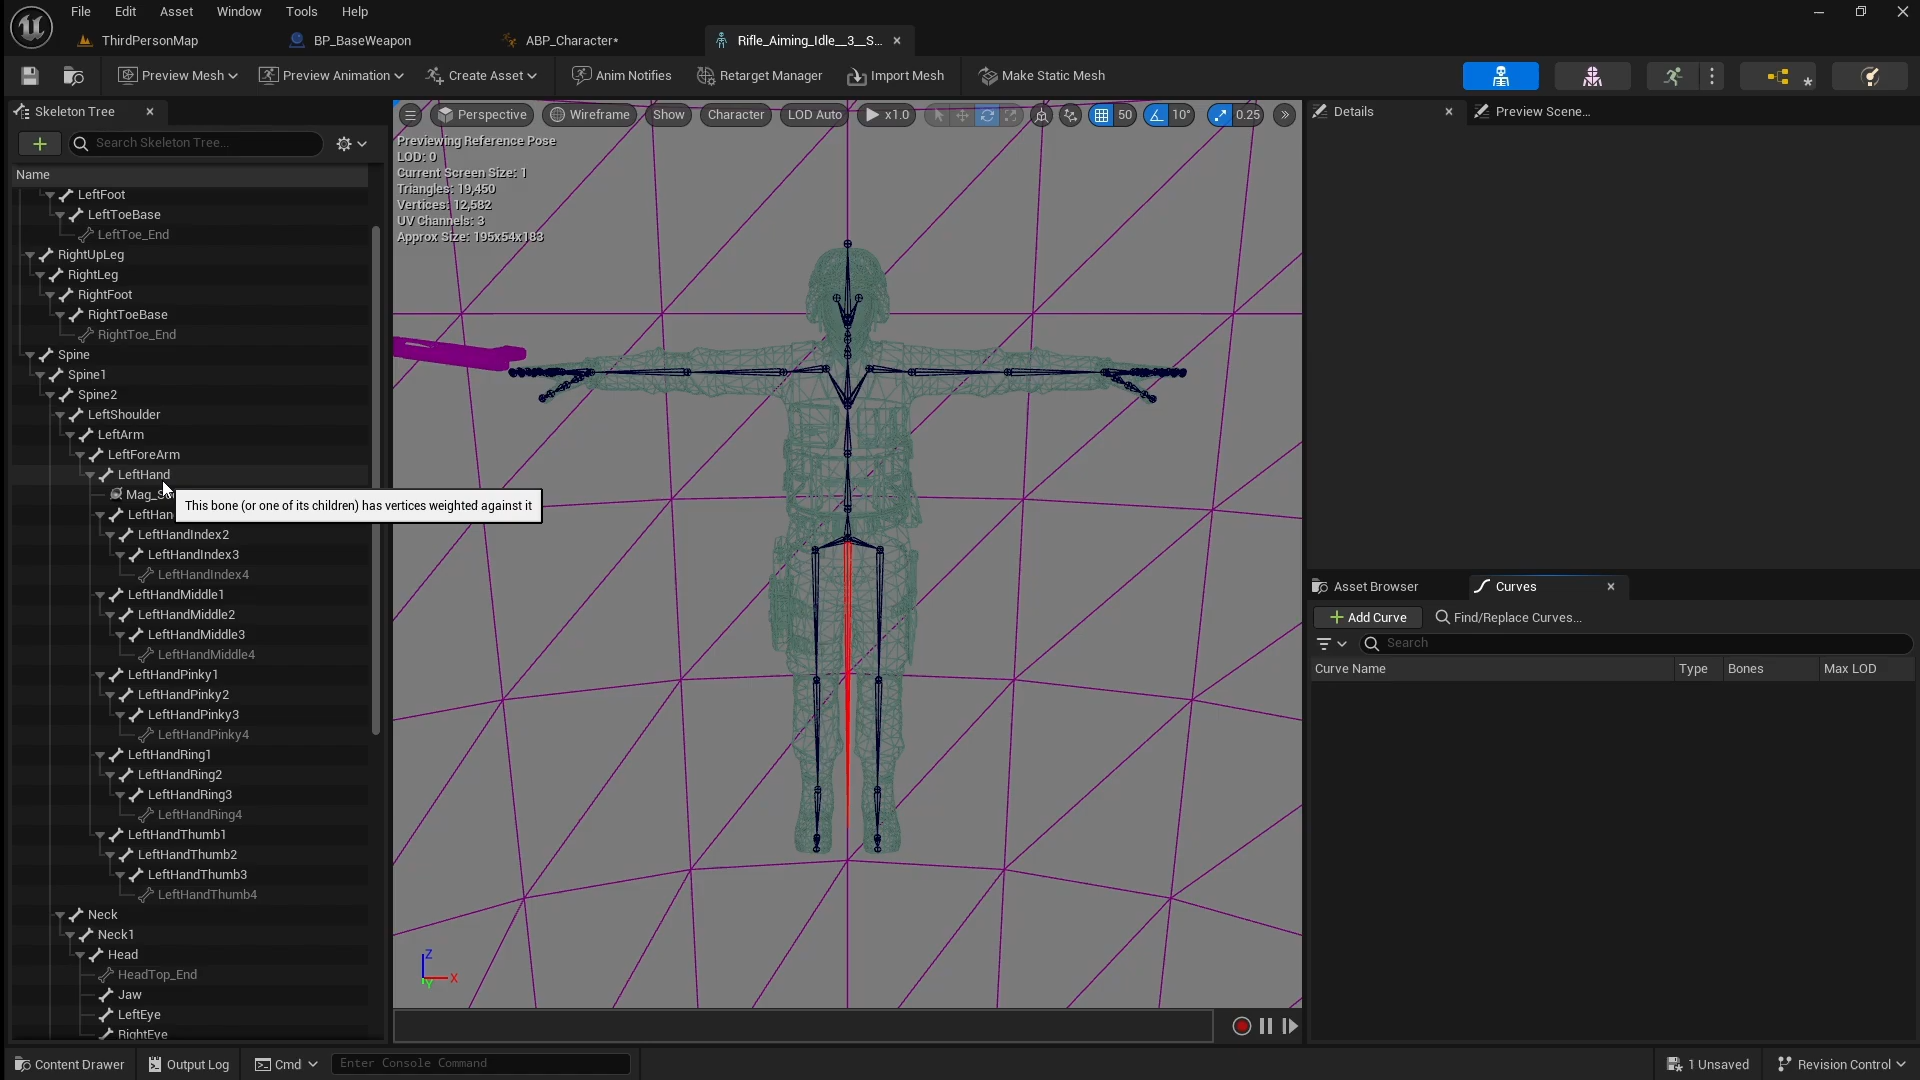 File Edit Asset Window Tools Help
ThirdPersonMap
BP_BaseWeapon
ABP_Character*
Rifle_Aiming_Idle__3__S...
Preview Mesh
Preview Animation
Create Asset
Anim Notifies
Retarget Manager
Import Mesh
Make Static Mesh
Skeleton Tree
Search Skeleton Tree...
Name
LeftFoot
LeftToeBase
LeftToe_End
RightUpLeg
RightLeg
RightFoot
RightToeBase
RightToe_End
Spine
Spine1
Spine2
LeftShoulder
LeftArm
LeftForeArm
LeftHand
Mag_S
LeftHan
This bone (or one of its children) has vertices weighted against it
LeftHandIndex2
LeftHandIndex3
LeftHandIndex4
LeftHandMiddle1
LeftHandMiddle2
LeftHandMiddle3
LeftHandMiddle4
LeftHandPinky1
LeftHandPinky2
LeftHandPinky3
LeftHandPinky4
LeftHandRing1
LeftHandRing2
LeftHandRing3
LeftHandRing4
LeftHandThumb1
LeftHandThumb2
LeftHandThumb3
LeftHandThumb4
Neck
Neck1
Head
HeadTop_End
Jaw
LeftEye
RightEye
Perspective Wireframe Show Character LOD Auto x1.0 50 10° 0.25
Previewing Reference Pose
LOD: 0
Current Screen Size: 1
Triangles: 19,450
Vertices: 12,582
UV Channels: 3
Approx Size: 195x54x183
Z
X
Y
Details
Preview Scene...
Asset Browser
Curves
Add Curve
Find/Replace Curves...
Search
Curve Name Type Bones Max LOD
Content Drawer
Output Log
Cmd
Enter Console Command
1 Unsaved
Revision Control